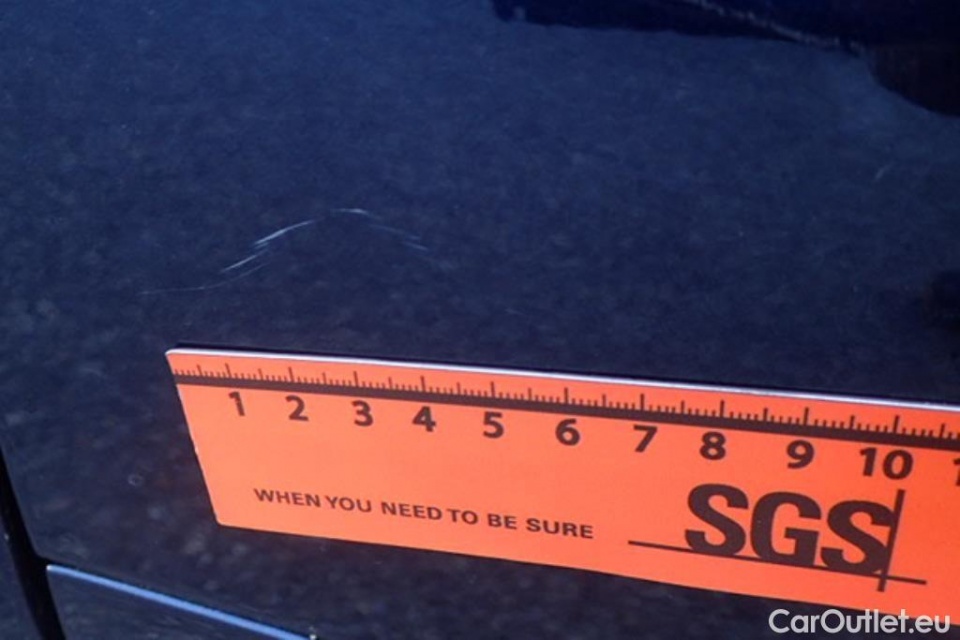 1 2 3 4 5 6 7 8 9 10
WHEN YOU NEED TO BE SURE
SGS
CarOutlet.eu